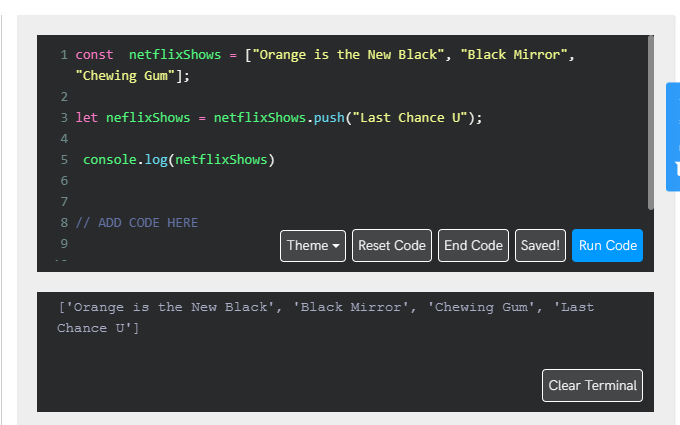 1 const  netflixShows = ["Orange is the New Black", "Black Mirror",
"Chewing Gum"];
2
3 let neflixShows = netflixShows.push("Last Chance U");
4
5  console.log(netflixShows)
6
7
8 // ADD CODE HERE
9
Theme Reset Code End Code Saved! Run Code
['Orange is the New Black', 'Black Mirror', 'Chewing Gum', 'Last
Chance U']
Clear Terminal